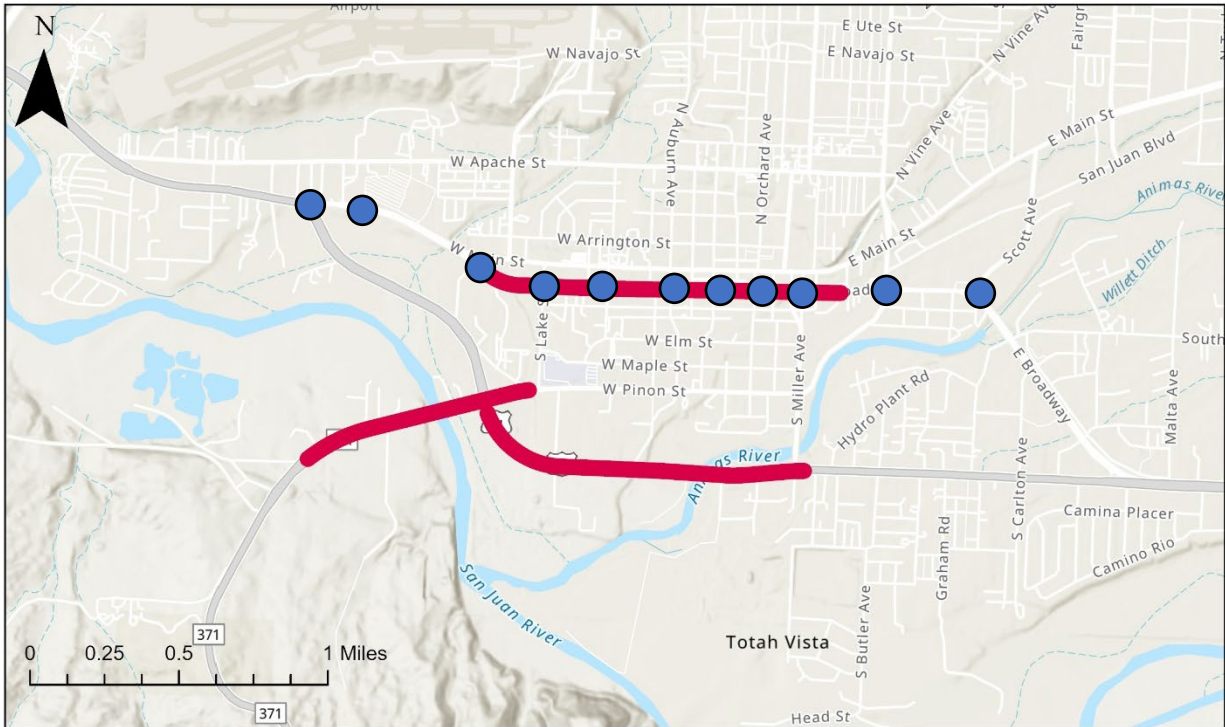 Airport
N
E Ute St
N Vine Ave
Fairgr
W Navajo St
E Navajo St
N Auburn Ave
N Orchard Ave
E Main St
W Apache St
N Vine Ave
San Juan Blvd
Animas River
W Arrington St
E Main St
Scott Ave
W Main St
Willett Ditch
S Lake S
oad
W Elm St
South
W Maple St
S Miller Ave
E Broadway
W Pinon St
Malta Ave
Hydro Plant Rd
Animas River
S Carlton Ave
Camina Placer
Graham Rd
Camino Rio
San Juan River
S Butler Ave
371
Totah Vista
0 0.25 0.5 1 Miles
371
Head St